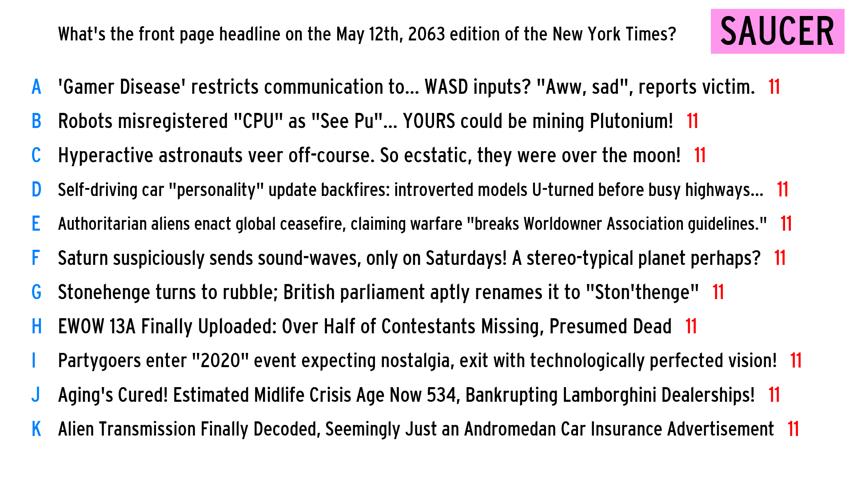 What's the front page headline on the May 12th, 2063 edition of the New York Times? SAUCER
A 'Gamer Disease' restricts communication to... WASD inputs? "Aww, sad", reports victim. 11
B Robots misregistered "CPU" as "See Pu"... YOURS could be mining Plutonium! 11
C Hyperactive astronauts veer off-course. So ecstatic, they were over the moon! 11
D Self-driving car "personality" update backfires: introverted models U-turned before busy highways... 11
E Authoritarian aliens enact global ceasefire, claiming warfare "breaks Worldowner Association guidelines." 11
F Saturn suspiciously sends sound-waves, only on Saturdays! A stereo-typical planet perhaps? 11
G Stonehenge turns to rubble; British parliament aptly renames it to "Ston'thenge" 11
H EWOW 13A Finally Uploaded: Over Half of Contestants Missing, Presumed Dead 11
I Partygoers enter "2020" event expecting nostalgia, exit with technologically perfected vision! 11
J Aging's Cured! Estimated Midlife Crisis Age Now 534, Bankrupting Lamborghini Dealerships! 11
K Alien Transmission Finally Decoded, Seemingly Just an Andromedan Car Insurance Advertisement 11